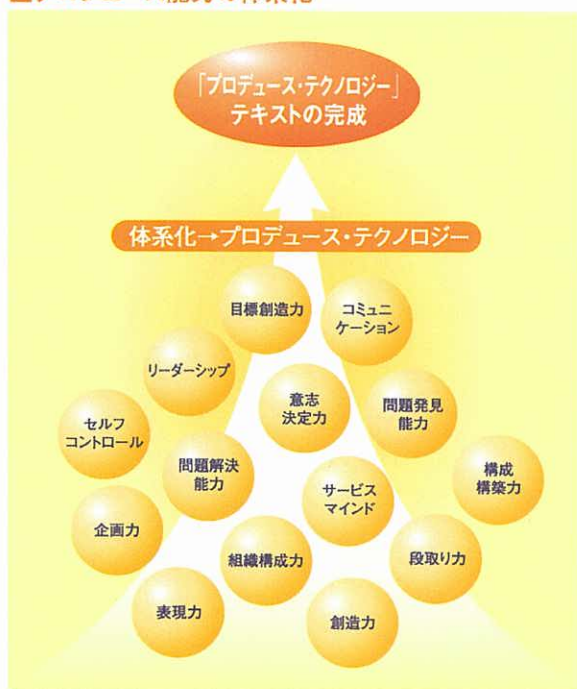 「プロデュース・テクノロジー」
テキストの完成
体系化→プロデュース・テクノロジー
目標創造力
コミュニ
ケーション
リーダーシップ
意志
決定力
問題発見
能力
セルフ
コントロール
問題解決
能力
サービス
マインド
構成
構築力
企画力
組織構成力
段取り力
表現力
創造力